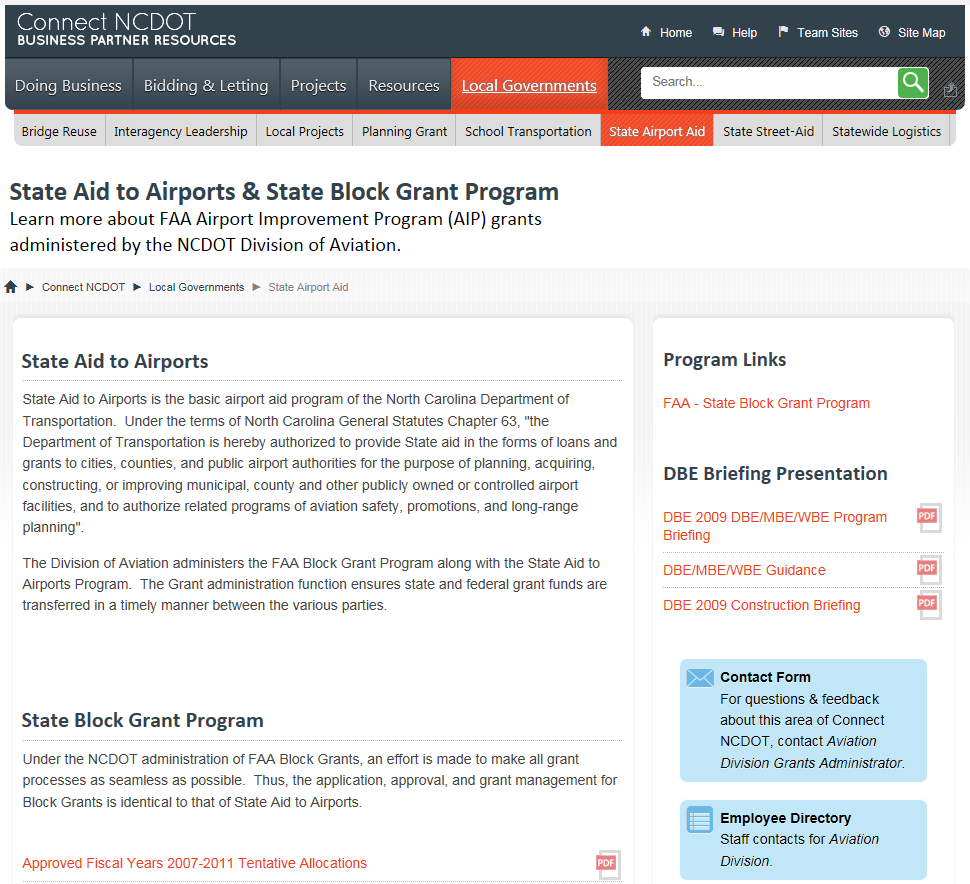 Connect NCDOT
BUSINESS PARTNER RESOURCES
Home Help Team Sites Site Map
Doing Business Bidding & Letting Projects Resources Local Governments Search...
Bridge Reuse Interagency Leadership Local Projects Planning Grant School Transportation State Airport Aid State Street-Aid Statewide Logistics
State Aid to Airports & State Block Grant Program
Learn more about FAA Airport Improvement Program (AIP) grants
administered by the NCDOT Division of Aviation.
Connect NCDOT Local Governments State Airport Aid
State Aid to Airports
State Aid to Airports is the basic airport aid program of the North Carolina Department of
Transportation. Under the terms of North Carolina General Statutes Chapter 63, "the
Department of Transportation is hereby authorized to provide State aid in the forms of loans and
grants to cities, counties, and public airport authorities for the purpose of planning, acquiring,
constructing, or improving municipal, county and other publicly owned or controlled airport
facilities, and to authorize related programs of aviation safety, promotions, and long-range
planning".
The Division of Aviation administers the FAA Block Grant Program along with the State Aid to
Airports Program. The Grant administration function ensures state and federal grant funds are
transferred in a timely manner between the various parties.
State Block Grant Program
Under the NCDOT administration of FAA Block Grants, an effort is made to make all grant
processes as seamless as possible. Thus, the application, approval, and grant management for
Block Grants is identical to that of State Aid to Airports.
Approved Fiscal Years 2007-2011 Tentative Allocations PDF
Program Links
FAA - State Block Grant Program
DBE Briefing Presentation
DBE 2009 DBE/MBE/WBE Program PDF
Briefing
DBE/MBE/WBE Guidance PDF
DBE 2009 Construction Briefing PDF
Contact Form
For questions & feedback
about this area of Connect
NCDOT, contact Aviation
Division Grants Administrator.
Employee Directory
Staff contacts for Aviation
Division.